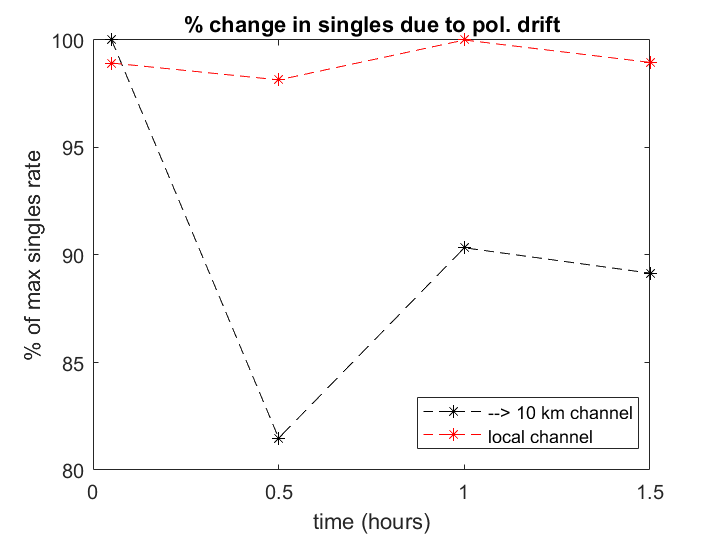 % change in singles due to pol. drift
% of max singles rate
100
95
90
85
80
0
0.5
1
1.5
time (hours)
--> 10 km channel
local channel